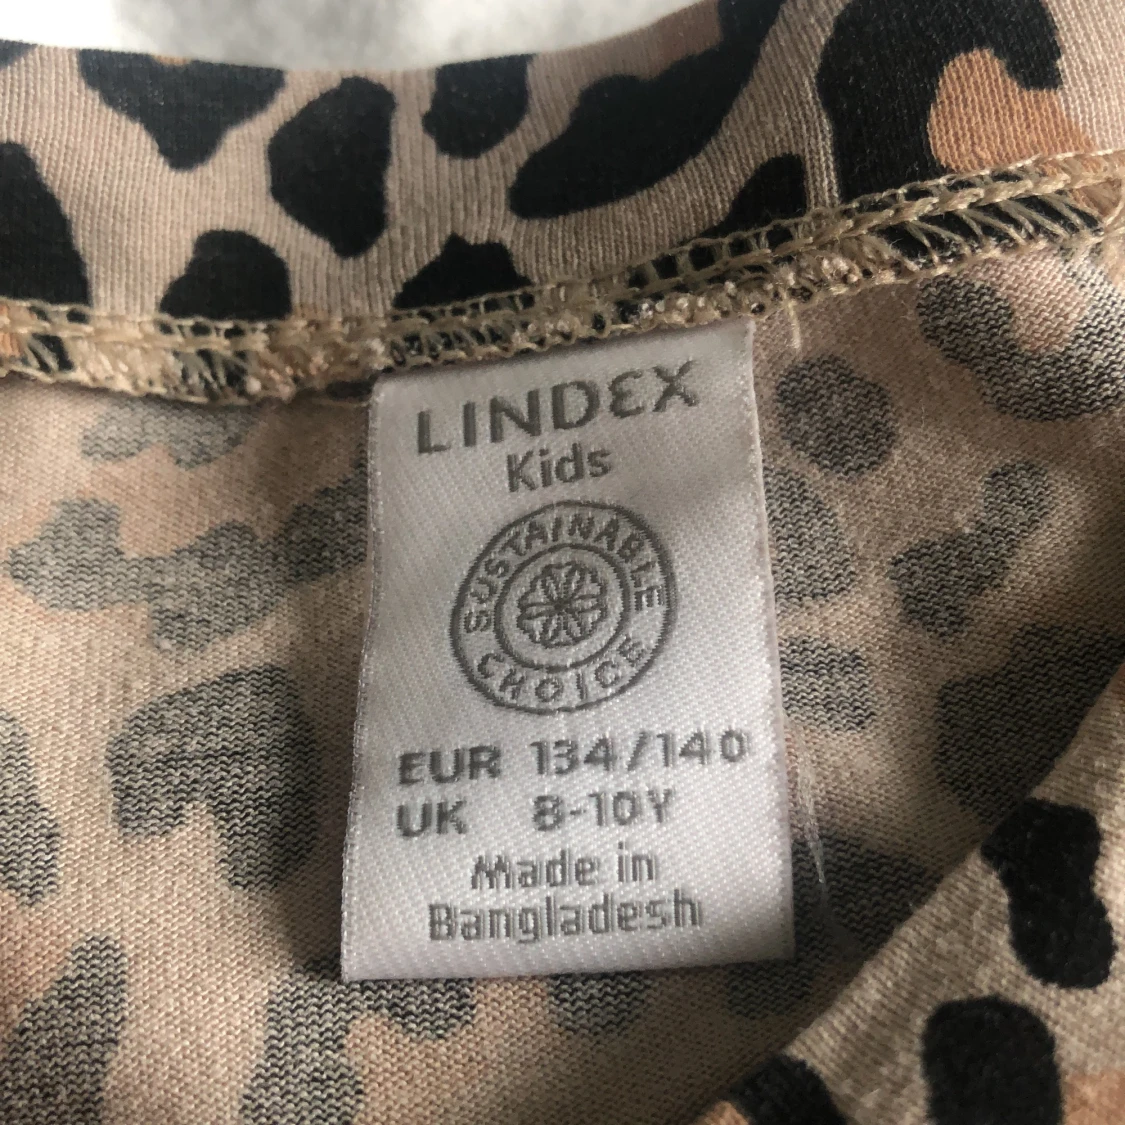 LINDEX
Kids
SUSTAINABLE
CHOICE
EUR 134/140
UK 8-10Y
Made in
Bangladesh